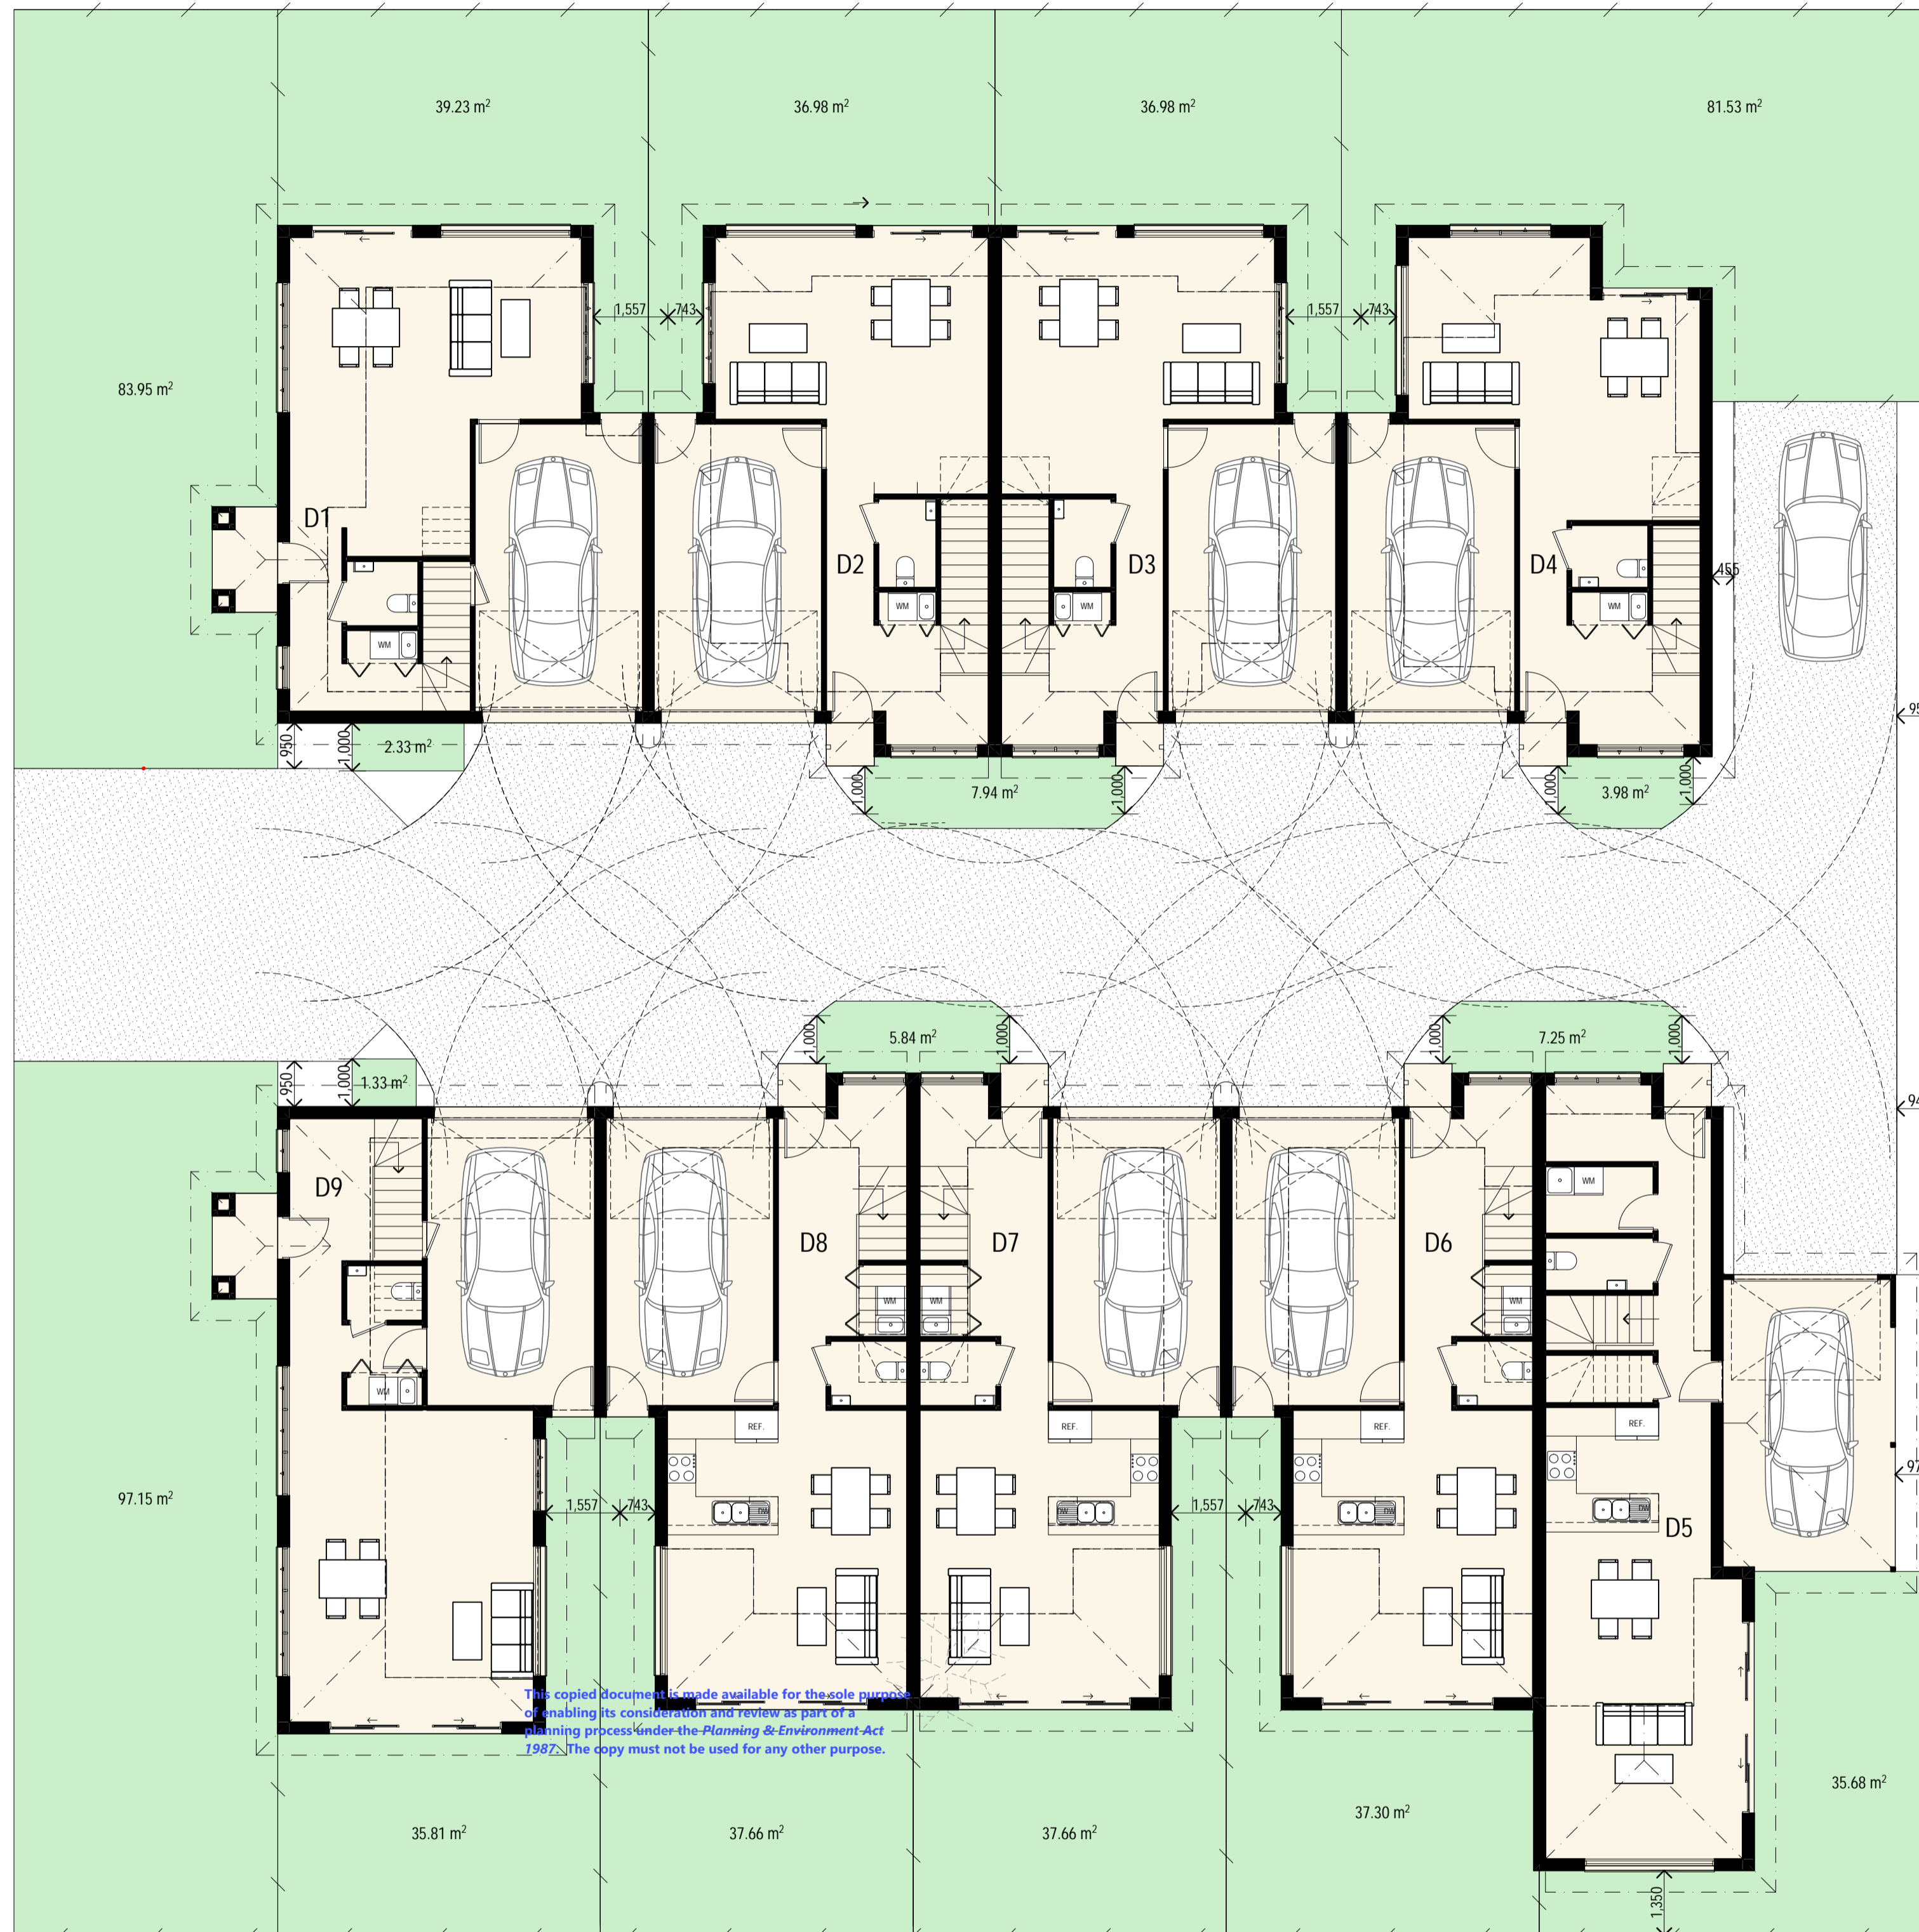 39.23 m²
36.98 m²
36.98 m²
81.53 m²
1,557
743
1,557
743
83.95 m²
D1
D2
D3
D4
455
WM
WM
WM
WM
950
1,000
2.33 m²
1,000
7.94 m²
1,000
1,000
3.98 m²
1,000
950
1,000
1.33 m²
1,000
5.84 m²
1,000
1,000
7.25 m²
1,000
D9
D8
D7
D6
WM
WM
WM
WM
WM
REF.
REF.
REF.
REF.
97.15 m²
1,557
743
DW
DW
1,557
743
DW
DW
D5
This copied document is made available for the sole purpose
of enabling its consideration and review as part of a
planning process under the Planning & Environment Act
1987. The copy must not be used for any other purpose.
35.81 m²
37.66 m²
37.66 m²
37.30 m²
35.68 m²
1,350